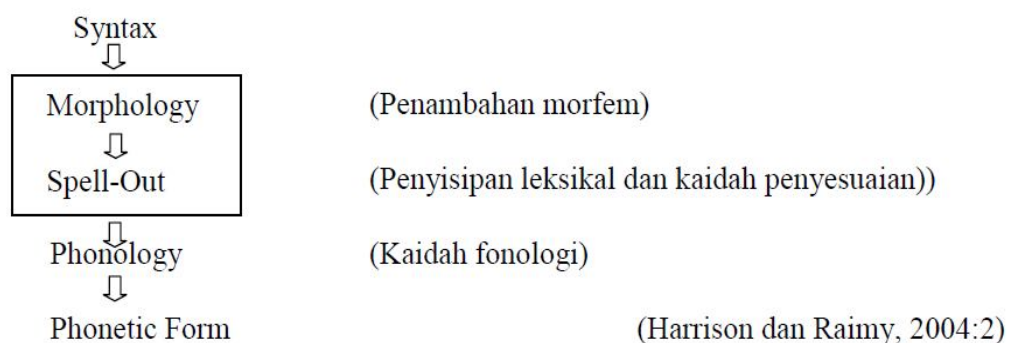 Syntax
Morphology (Penambahan morfem)
Spell-Out (Penyisipan leksikal dan kaidah penyesuaian))
Phonology (Kaidah fonologi)
Phonetic Form (Harrison dan Raimy, 2004:2)